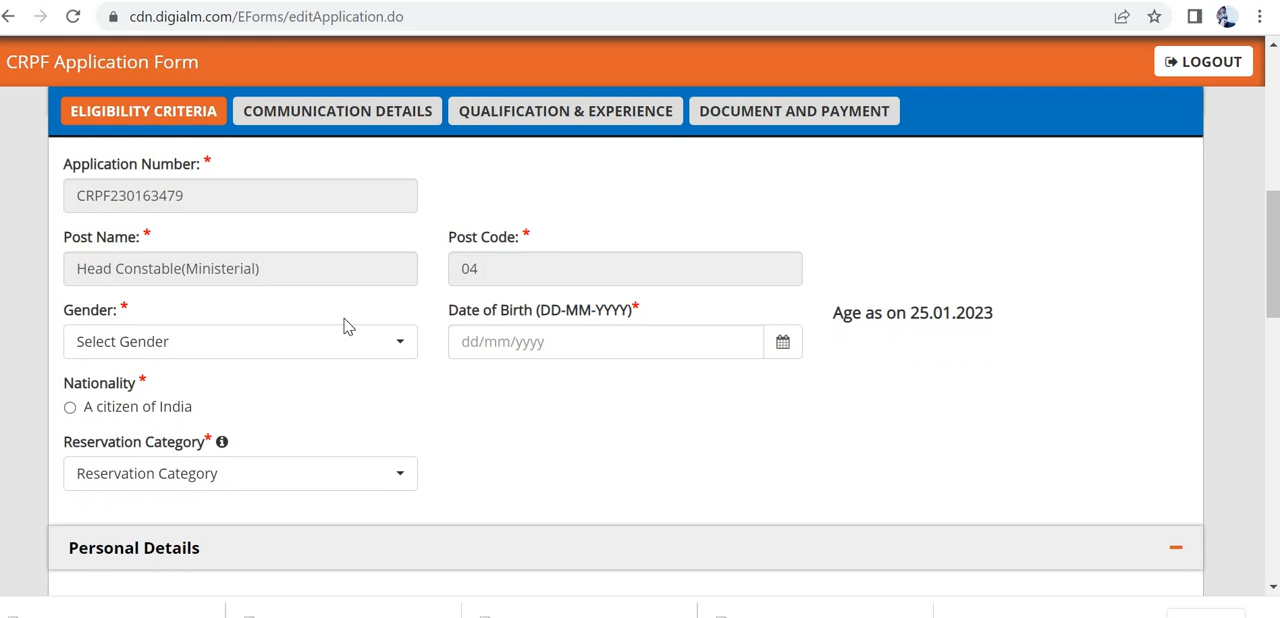 cdn.digialm.com/EForms/editApplication.do
CRPF Application Form
LOGOUT
ELIGIBILITY CRITERIA
COMMUNICATION DETAILS
QUALIFICATION & EXPERIENCE
DOCUMENT AND PAYMENT
Application Number: *
CRPF230163479
Post Name: * Post Code: *
Head Constable(Ministerial) 04
Gender: * Date of Birth (DD-MM-YYYY)* Age as on 25.01.2023
Select Gender dd/mm/yyyy
Nationality *
A citizen of India
Reservation Category*
Reservation Category
Personal Details